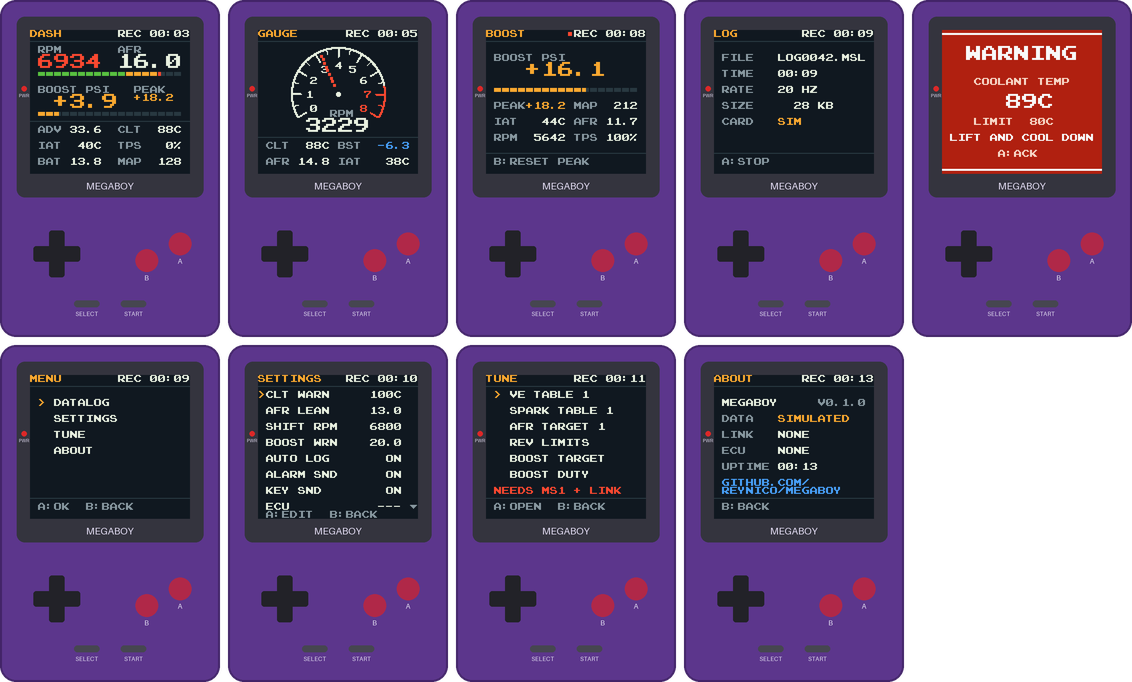 DASH REC 00:03
RPM AFR
6934 16.0
BOOST PSI PEAK
+3.9 +18.2
ADV 33.6 CLT 88C
IAT 40C TPS 0%
BAT 13.8 MAP 128
PWR
MEGABOY
B A
SELECT START
GAUGE REC 00:05
0 1 2 3 4 5 6 7 8
RPM
3229
CLT 88C BST -6.3
AFR 14.8 IAT 38C
PWR
MEGABOY
B A
SELECT START
BOOST REC 00:08
BOOST PSI
+16.1
PEAK+18.2 MAP 212
IAT 44C AFR 11.7
RPM 5642 TPS 100%
B:RESET PEAK
PWR
MEGABOY
B A
SELECT START
LOG REC 00:09
FILE LOG0042.MSL
TIME 00:09
RATE 20 HZ
SIZE 28 KB
CARD SIM
A:STOP
PWR
MEGABOY
B A
SELECT START
WARNING
COOLANT TEMP
89C
LIMIT 80C
LIFT AND COOL DOWN
A:ACK
PWR
MEGABOY
B A
SELECT START
MENU REC 00:09
> DATALOG
SETTINGS
TUNE
ABOUT
A:OK B:BACK
PWR
MEGABOY
B A
SELECT START
SETTINGS REC 00:10
>CLT WARN 100C
AFR LEAN 13.0
SHIFT RPM 6800
BOOST WRN 20.0
AUTO LOG ON
ALARM SND ON
KEY SND ON
ECU ---
A:EDIT B:BACK
PWR
MEGABOY
B A
SELECT START
TUNE REC 00:11
> VE TABLE 1
SPARK TABLE 1
AFR TARGET 1
REV LIMITS
BOOST TARGET
BOOST DUTY
NEEDS MS1 + LINK
A:OPEN B:BACK
PWR
MEGABOY
B A
SELECT START
ABOUT REC 00:13
MEGABOY V0.1.0
DATA SIMULATED
LINK NONE
ECU NONE
UPTIME 00:13
GITHUB.COM/
REYNICO/MEGABOY
B:BACK
PWR
MEGABOY
B A
SELECT START